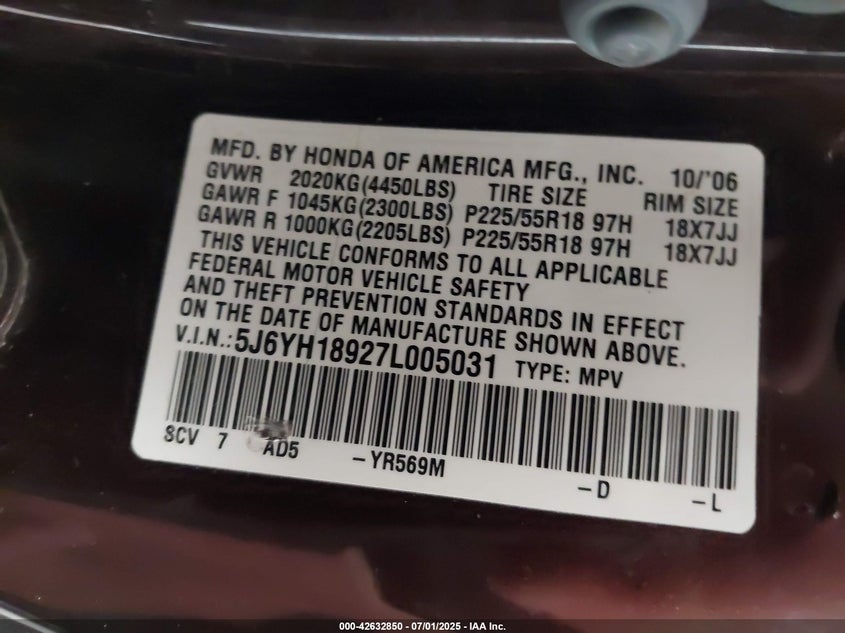 MFD. BY HONDA OF AMERICA MFG., INC. 10/'06
GVWR 2020KG(4450LBS) TIRE SIZE RIM SIZE
GAWR F 1045KG(2300LBS) P225/55R18 97H 18X7JJ
GAWR R 1000KG(2205LBS) P225/55R18 97H 18X7JJ
THIS VEHICLE CONFORMS TO ALL APPLICABLE
FEDERAL MOTOR VEHICLE SAFETY
AND THEFT PREVENTION STANDARDS IN EFFECT
ON THE DATE OF MANUFACTURE SHOWN ABOVE.
V.I.N.:5J6YH18927L005031 TYPE: MPV
SCV 7 AD5 -YR569M -D -L
000-42632850 - 07/01/2025 - IAA Inc.